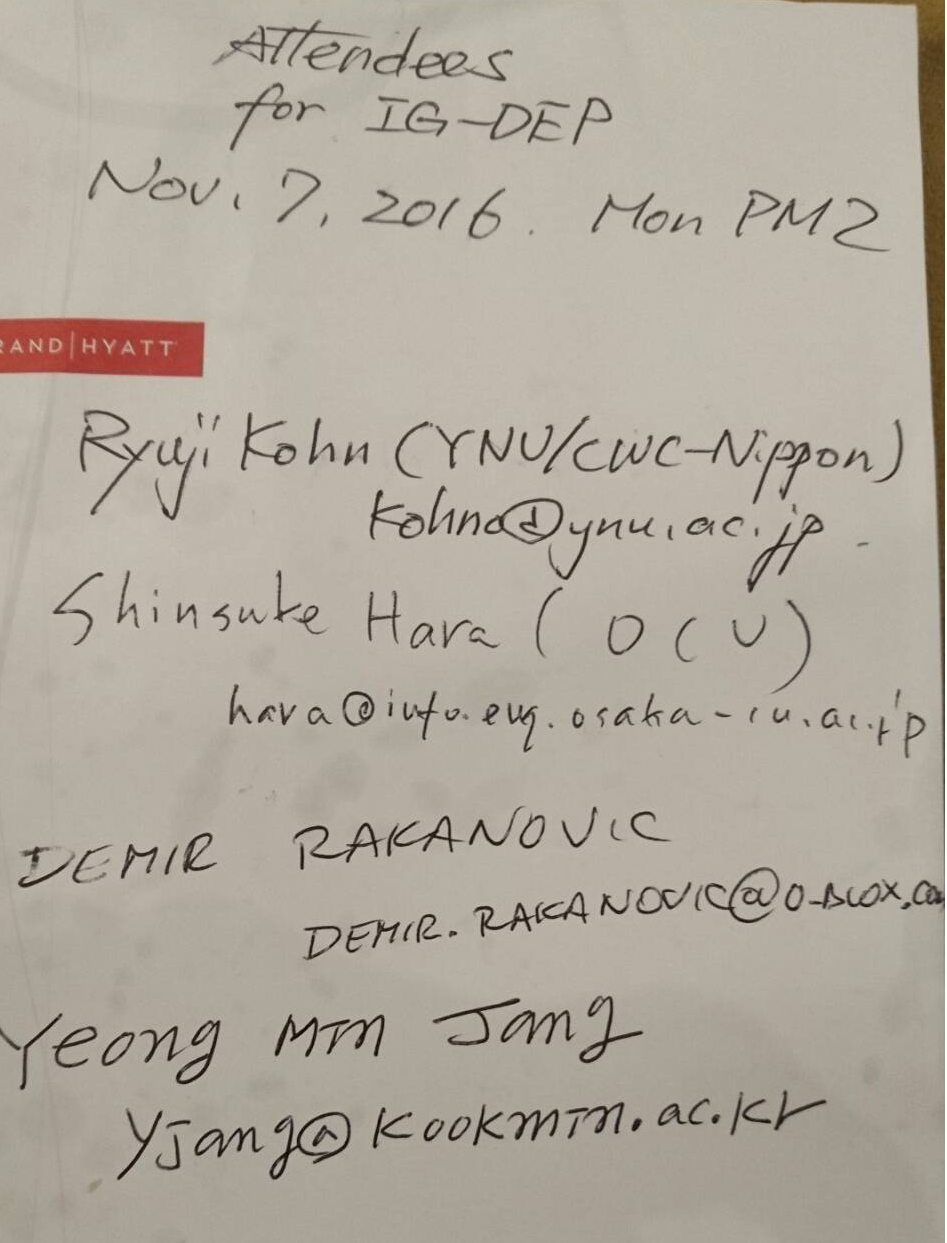 Attendees
for IG-DEP
Nov. 7, 2016. Mon PM2
RAND|HYATT
Ryuji Kohn (YNU/CWC-Nippon)
Kohno@ynu.ac.jp
Shinsuke Hara (OCU)
hara@info.eng.osaka-cu.ac.jp
DEMIR RAKANOVIC
DEMIR.RAKANOVIC@U-BLOX.COM
Yeong Min Jang
Yjang@kookmin.ac.kr